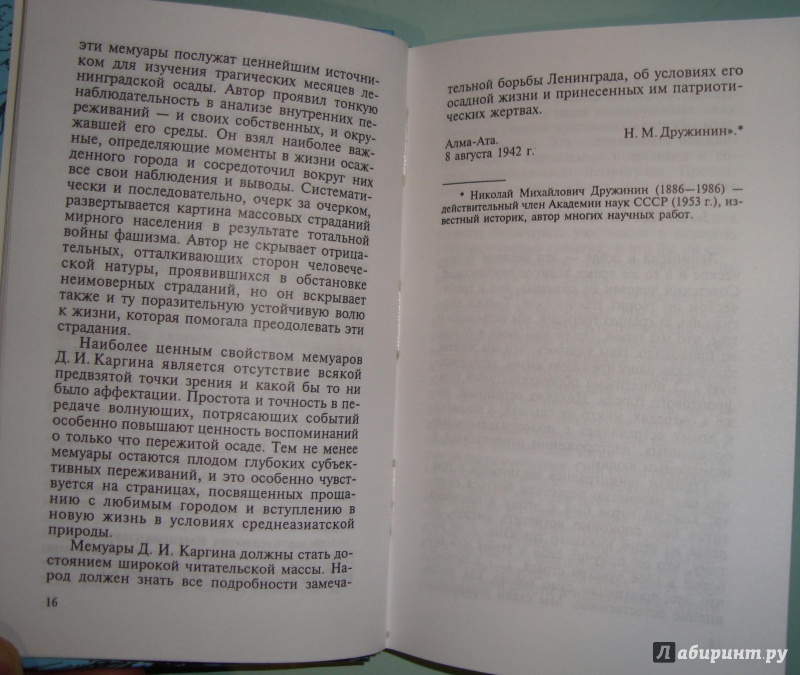 эти мемуары послужат ценнейшим источни-
ком для изучения трагических месяцев ле-
нинградской осады. Автор проявил тонкую
наблюдательность в анализе внутренних пе-
реживаний — и своих собственных, и окру-
жавшей его среды. Он взял наиболее важ-
ные, определяющие моменты в жизни осаж-
денного города и сосредоточил вокруг них
все свои наблюдения и выводы. Системати-
чески и последовательно, очерк за очерком,
развертывается картина массовых страданий
мирного населения в результате тотальной
войны фашизма. Автор не скрывает отрица-
тельных, отталкивающих сторон человече-
ской натуры, проявившихся в обстановке
неимоверных страданий, но он вскрывает
также и ту поразительную устойчивую волю
к жизни, которая помогала преодолевать эти
страдания.
Наиболее ценным свойством мемуаров
Д. И. Каргина является отсутствие всякой
предвзятой точки зрения и какой бы то ни
было аффектации. Простота и точность в пе-
редаче волнующих, потрясающих событий
особенно повышают ценность воспоминаний
о только что пережитой осаде. Тем не менее
мемуары остаются плодом глубоких субъек-
тивных переживаний, и это особенно чувст-
вуется на страницах, посвященных проща-
нию с любимым городом и вступлению в
новую жизнь в условиях среднеазиатской
природы.
Мемуары Д. И. Каргина должны стать до-
стоянием широкой читательской массы. На-
род должен знать все подробности замеча-
16
тельной борьбы Ленинграда, об условиях его
осадной жизни и принесенных им патриоти-
ческих жертвах.
Алма-Ата. Н. М. Дружинин».*
8 августа 1942 г.
* Николай Михайлович Дружинин (1886—1986) —
действительный член Академии наук СССР (1953 г.), из-
вестный историк, автор многих научных работ.
Лабиринт.ру